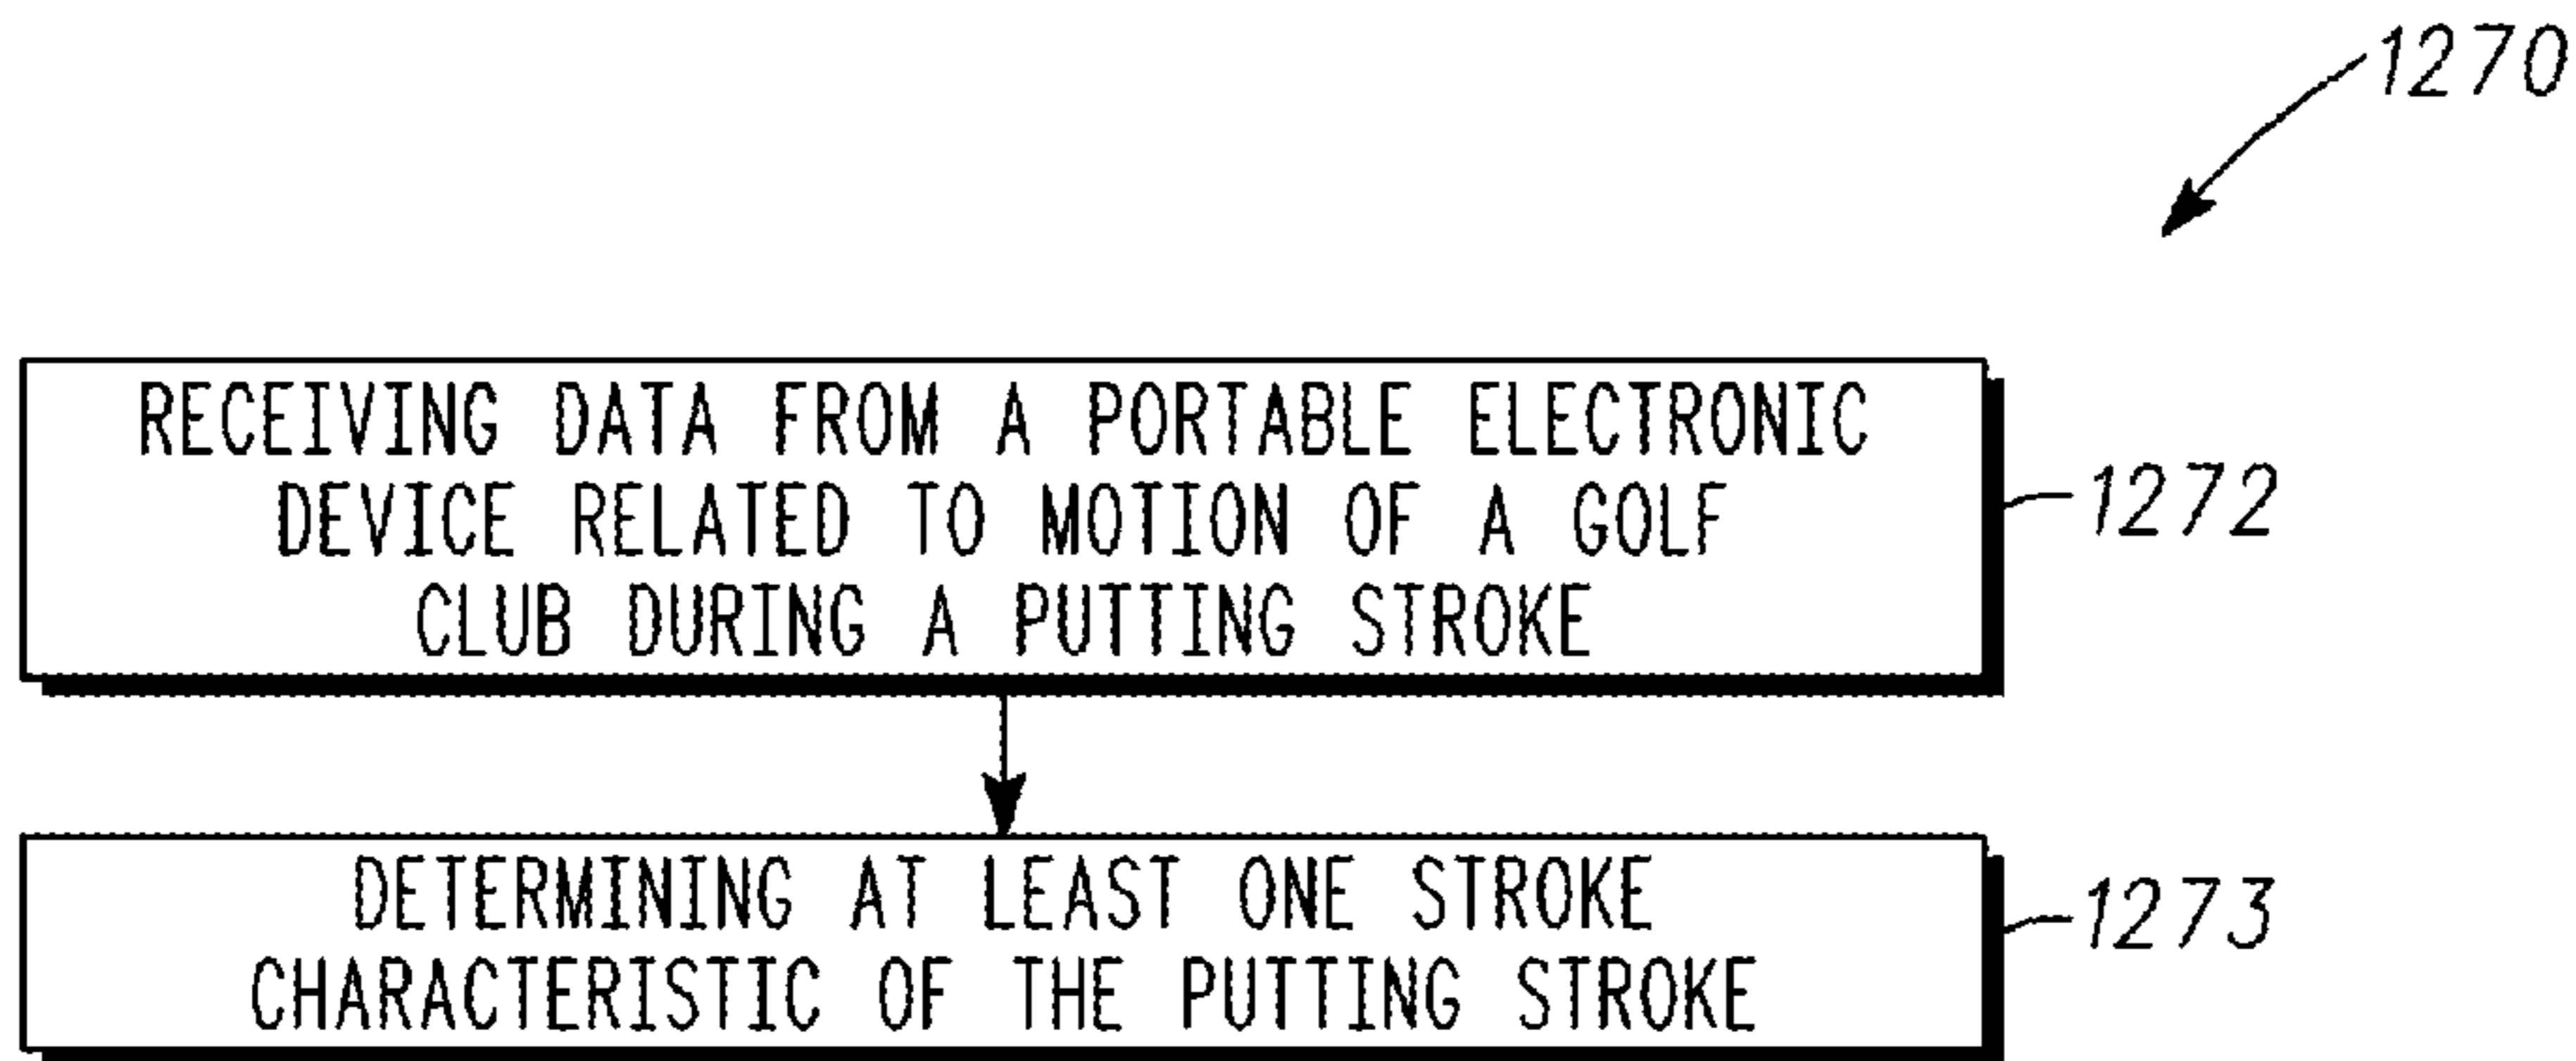 1270
RECEIVING DATA FROM A PORTABLE ELECTRONIC
DEVICE RELATED TO MOTION OF A GOLF
CLUB DURING A PUTTING STROKE
1272
DETERMINING AT LEAST ONE STROKE
CHARACTERISTIC OF THE PUTTING STROKE
1273